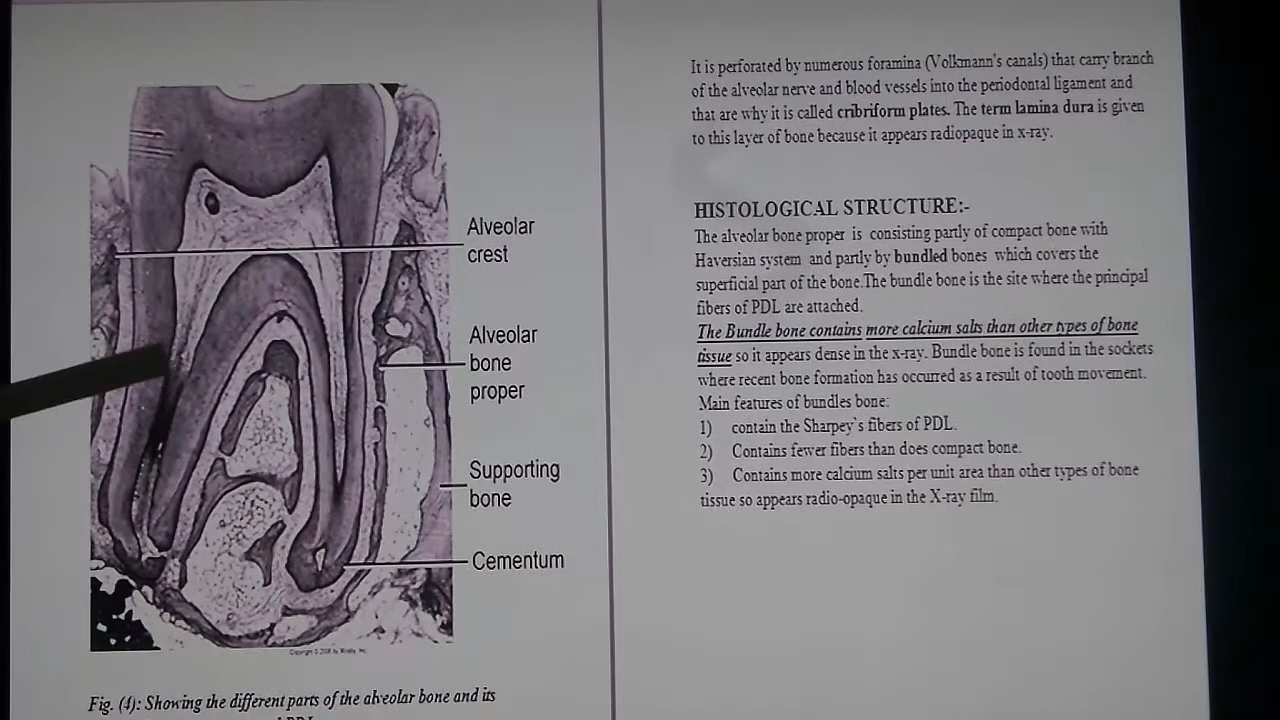 Alveolar
crest
Alveolar
bone
proper
Supporting
bone
Cementum
Copyright © 2008 by Mosby, Inc.
Fig. (4): Showing the different parts of the alveolar bone and its
It is perforated by numerous foramina (Volkmann's canals) that carry branch
of the alveolar nerve and blood vessels into the periodontal ligament and
that are why it is called cribriform plates. The term lamina dura is given
to this layer of bone because it appears radiopaque in x-ray.
HISTOLOGICAL STRUCTURE:-
The alveolar bone proper is consisting partly of compact bone with
Haversian system and partly by bundled bones which covers the
superficial part of the bone.The bundle bone is the site where the principal
fibers of PDL are attached.
The Bundle bone contains more calcium salts than other types of bone
tissue so it appears dense in the x-ray. Bundle bone is found in the sockets
where recent bone formation has occurred as a result of tooth movement.
Main features of bundles bone:
1) contain the Sharpey's fibers of PDL.
2) Contains fewer fibers than does compact bone.
3) Contains more calcium salts per unit area than other types of bone
tissue so appears radio-opaque in the X-ray film.